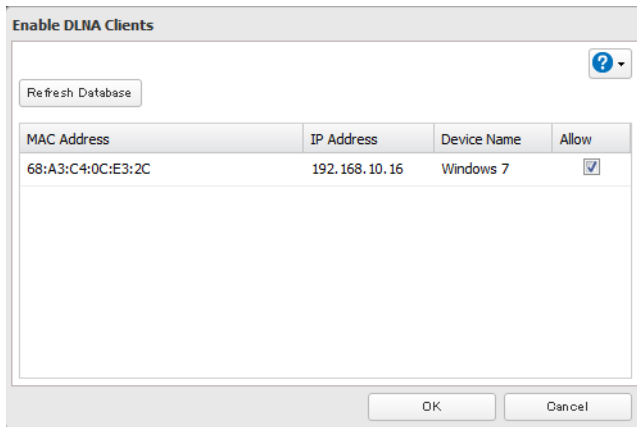 Enable DLNA Clients
?
Refresh Database
MAC Address IP Address Device Name Allow
68:A3:C4:0C:E3:2C 192.168.10.16 Windows 7
OK Cancel